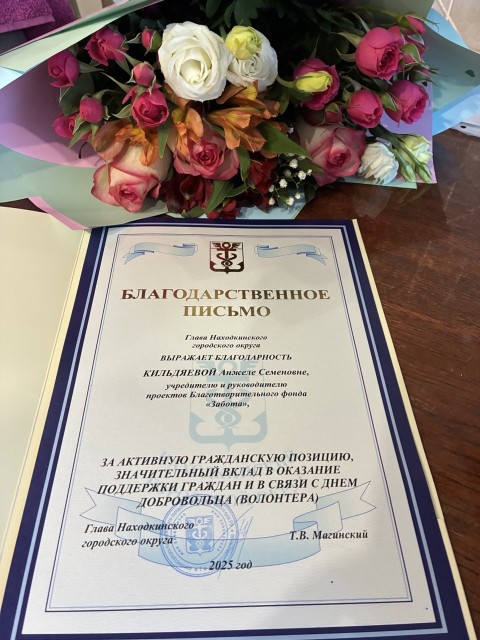 БЛАГОДАРСТВЕННОЕ
ПИСЬМО
Глава Находкинского
городского округа
ВЫРАЖАЕТ БЛАГОДАРНОСТЬ
КИЛЬДЯЕВОЙ Анжеле Семеновне,
учредителю и руководителю
проектов Благотворительного фонда
«Забота»,
ЗА АКТИВНУЮ ГРАЖДАНСКУЮ ПОЗИЦИЮ,
ЗНАЧИТЕЛЬНЫЙ ВКЛАД В ОКАЗАНИЕ
ПОДДЕРЖКИ ГРАЖДАН И В СВЯЗИ С ДНЕМ
ДОБРОВОЛЬЦА (ВОЛОНТЕРА)
Глава Находкинского
городского округа Т.В. Магинский
2025 год